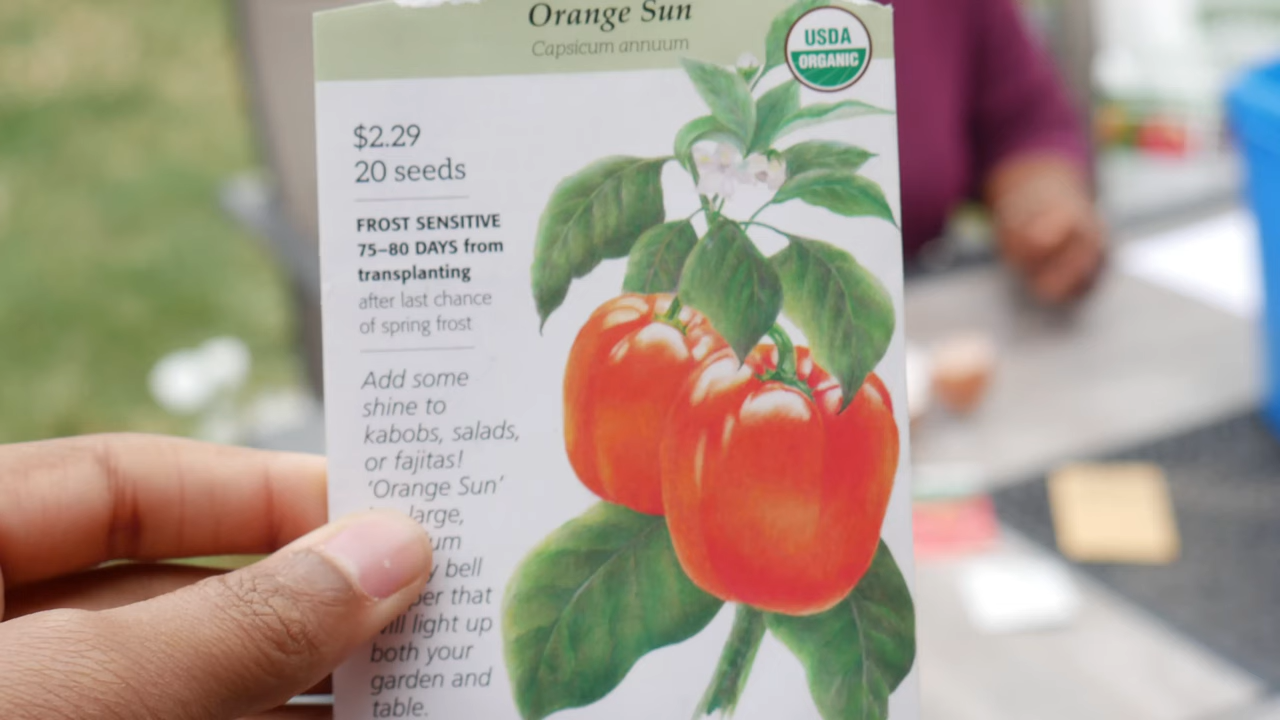 Orange Sun
Capsicum annuum
USDA
ORGANIC
$2.29
20 seeds
FROST SENSITIVE
75–80 DAYS from
transplanting
after last chance
of spring frost
Add some
shine to
kabobs, salads,
or fajitas!
‘Orange Sun’
large,
bell
that
light up
both your
garden and
table.